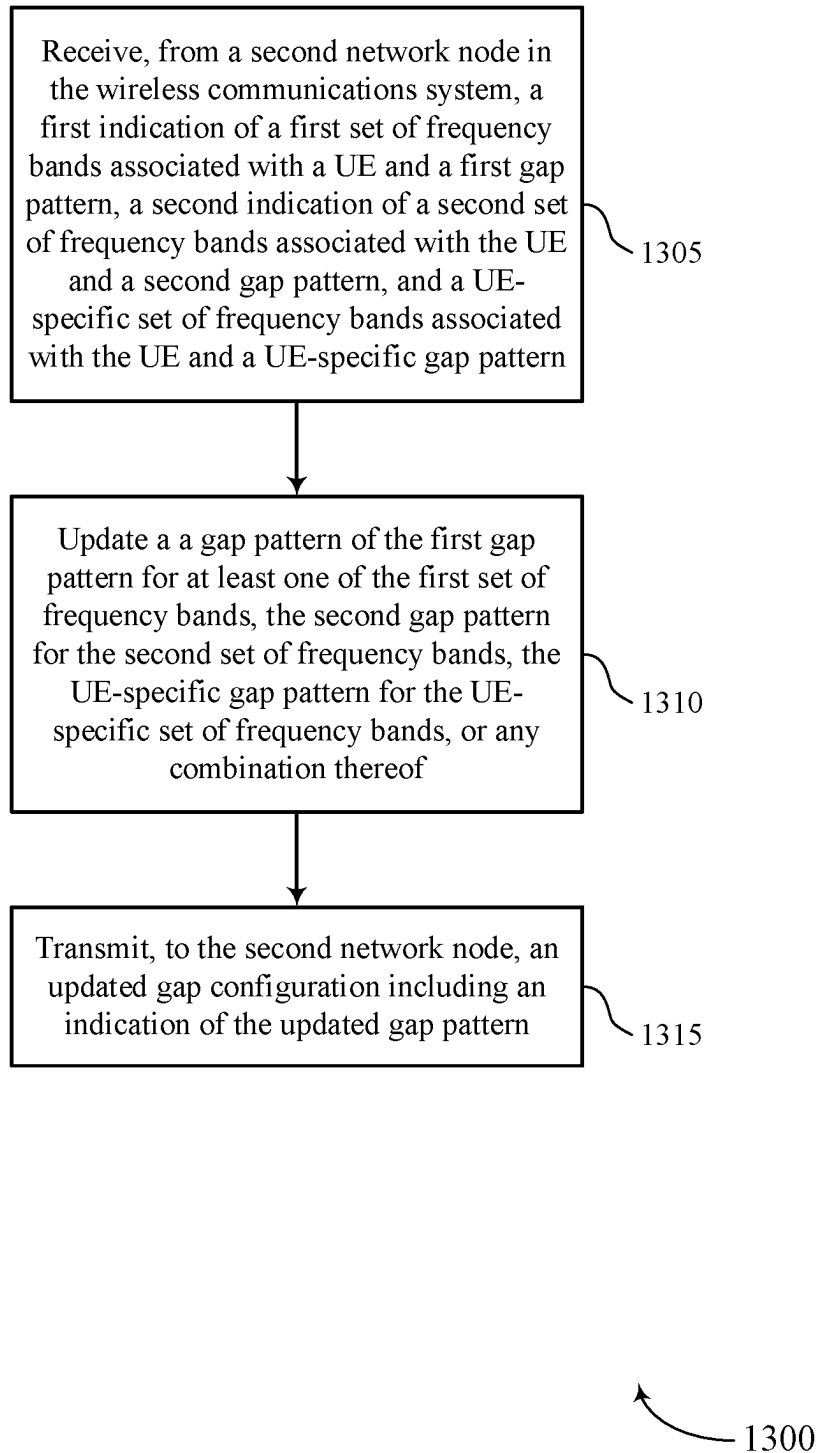 Receive, from a second network node in
the wireless communications system, a
first indication of a first set of frequency
bands associated with a UE and a first gap
pattern, a second indication of a second set
of frequency bands associated with the UE
and a second gap pattern, and a UE-
specific set of frequency bands associated
with the UE and a UE-specific gap pattern
1305
Update a a gap pattern of the first gap
pattern for at least one of the first set of
frequency bands, the second gap pattern
for the second set of frequency bands, the
UE-specific gap pattern for the UE-
specific set of frequency bands, or any
combination thereof
1310
Transmit, to the second network node, an
updated gap configuration including an
indication of the updated gap pattern
1315
1300